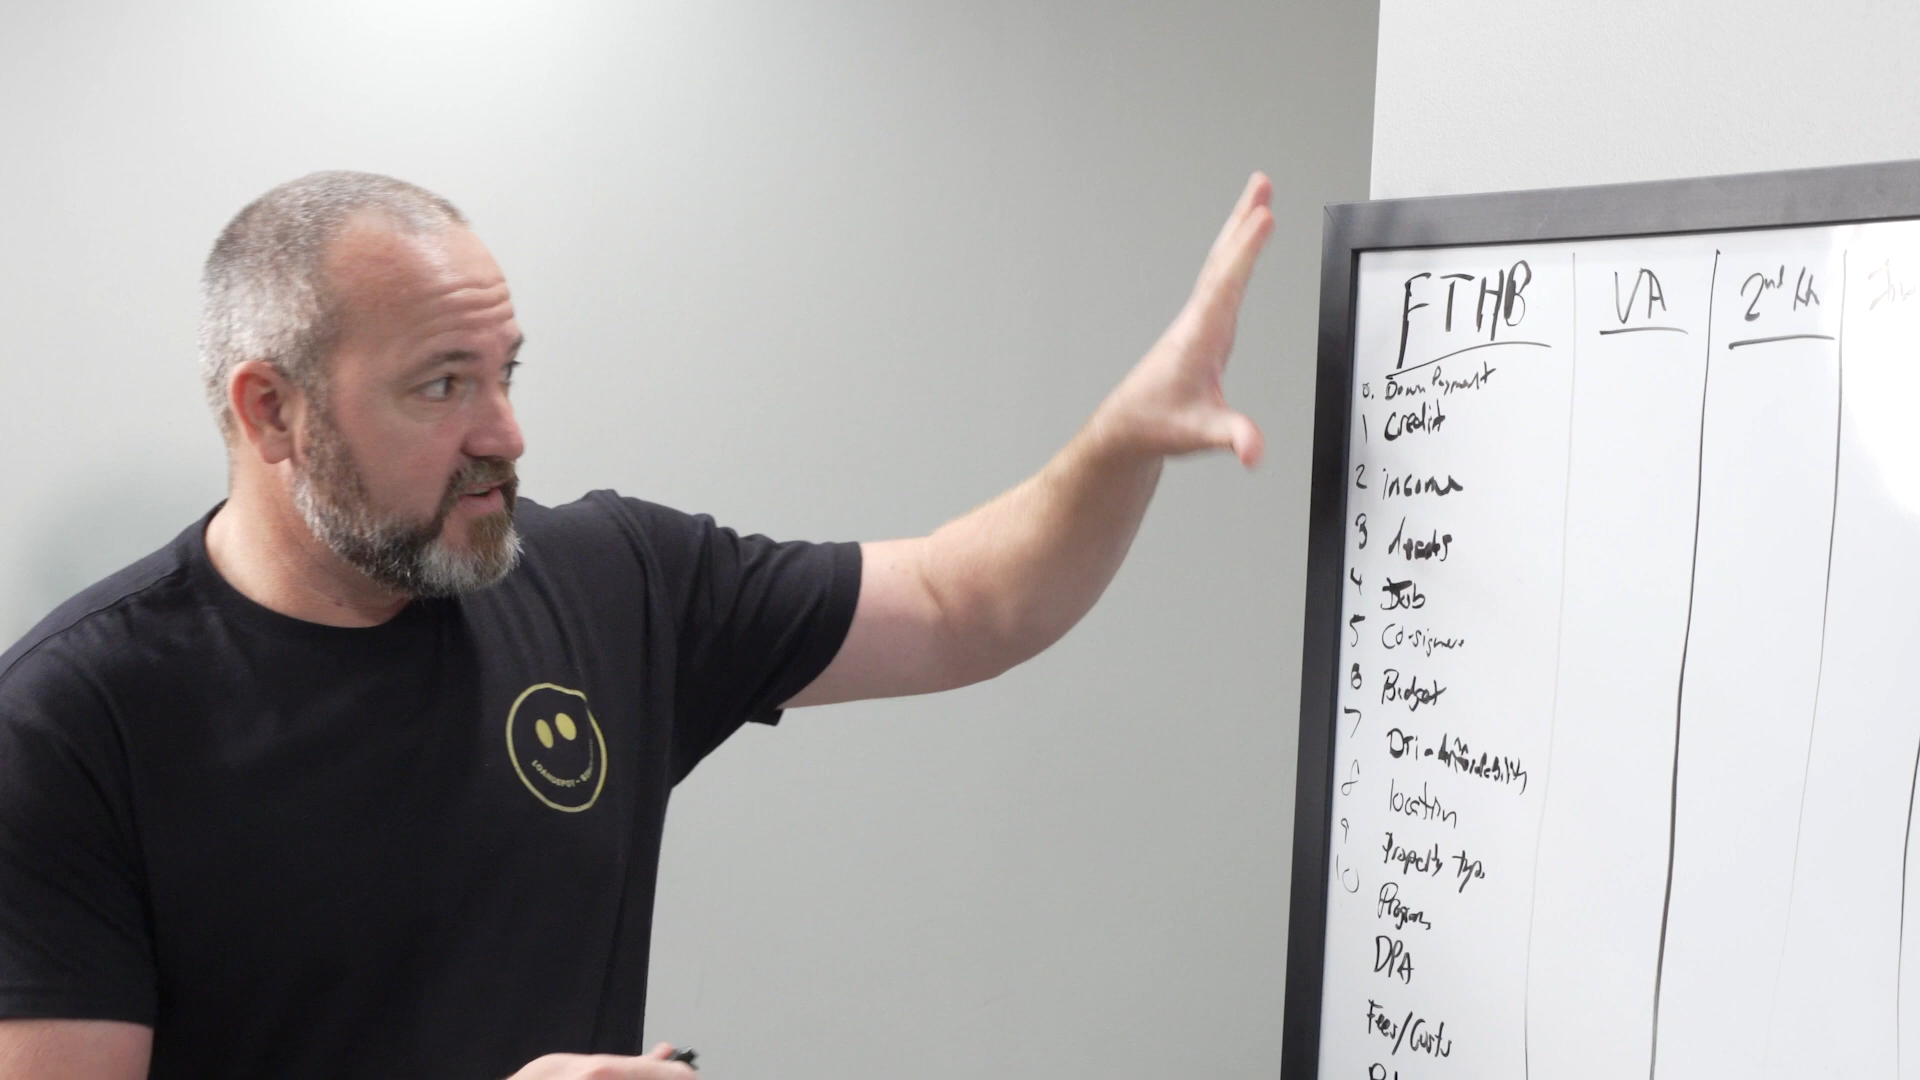 FTHB
VA
2nd
0. Down Payment
1 Credit
2 income
3 Assets
4 Job
5 Co-signers
6 Budget
7 DTi - Affordability
8 location
9 Property type
10 Programs
DPA
Fees/Costs
LOANDEPOT